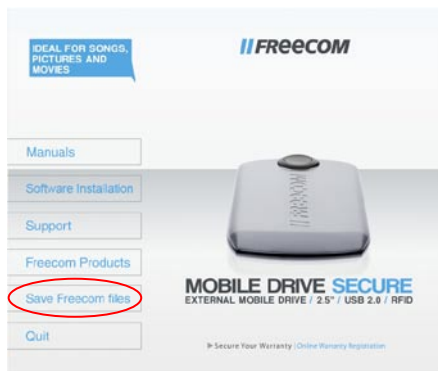 IDEAL FOR SONGS,
PICTURES AND
MOVIES
FREECOM
Manuals
Software Installation
Support
Freecom Products
Save Freecom files
Quit
FREECOM
MOBILE DRIVE SECURE
EXTERNAL MOBILE DRIVE / 2.5" / USB 2.0 / RFID
Secure Your Warranty | Online Warranty Registration